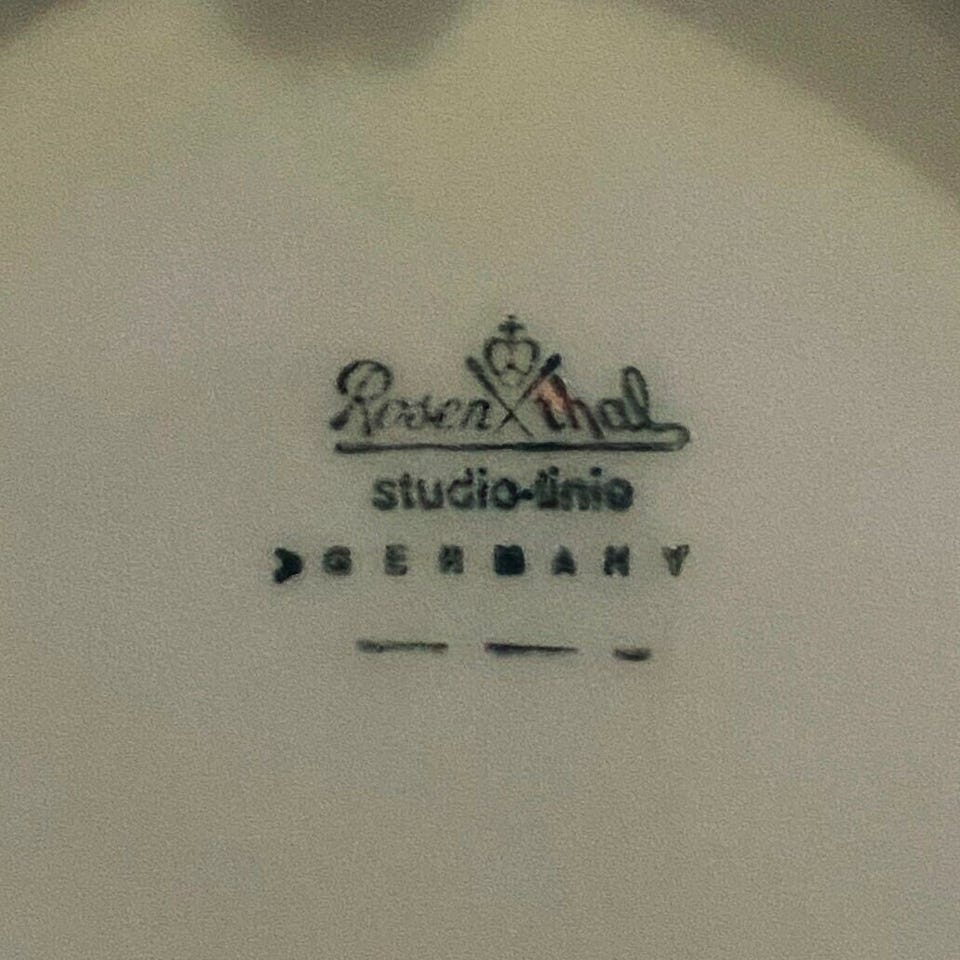 Rosenthal
studio-linie
GERMANY